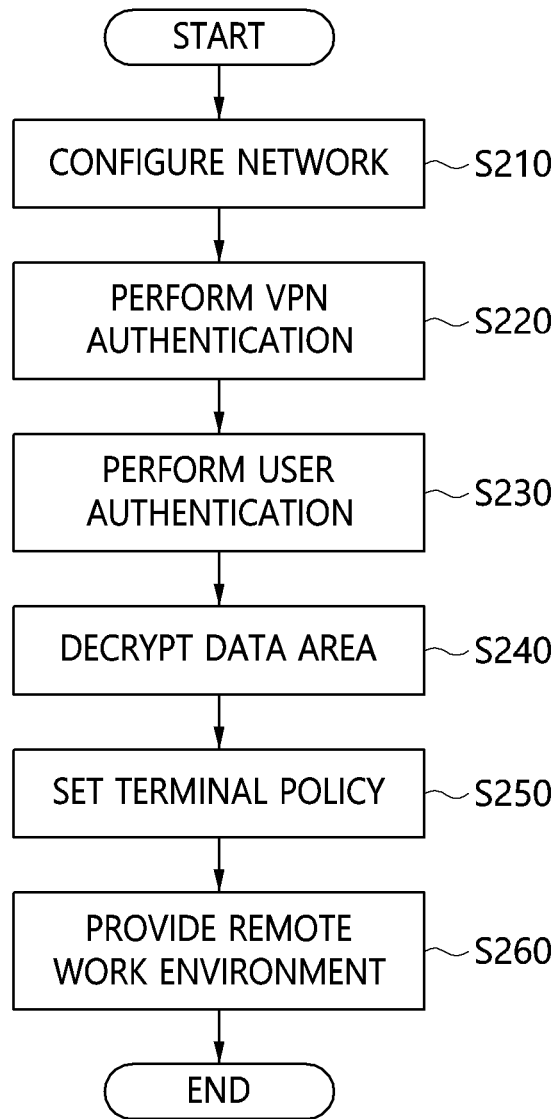 START
CONFIGURE NETWORK
S210
PERFORM VPN
AUTHENTICATION
S220
PERFORM USER
AUTHENTICATION
S230
DECRYPT DATA AREA
S240
SET TERMINAL POLICY
S250
PROVIDE REMOTE
WORK ENVIRONMENT
S260
END